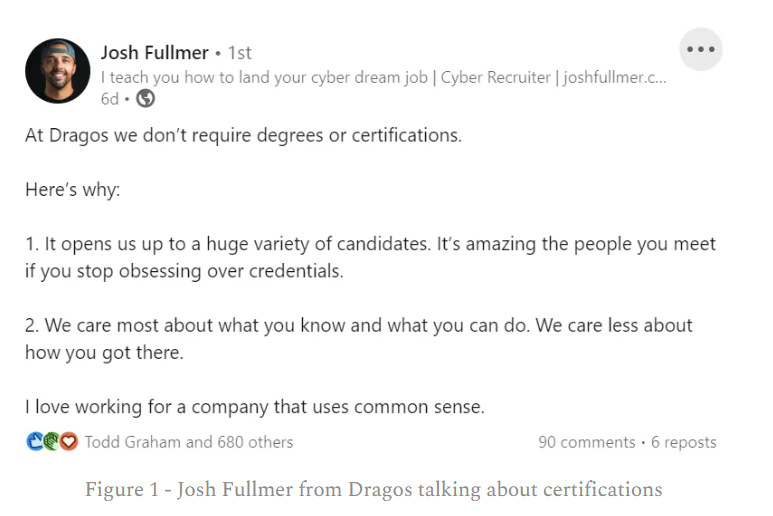 Josh Fullmer • 1st
I teach you how to land your cyber dream job | Cyber Recruiter | joshfullmer.c...
6d •
At Dragos we don’t require degrees or certifications.
Here’s why:
1. It opens us up to a huge variety of candidates. It’s amazing the people you meet
if you stop obsessing over credentials.
2. We care most about what you know and what you can do. We care less about
how you got there.
I love working for a company that uses common sense.
Todd Graham and 680 others
90 comments • 6 reposts
Figure 1 - Josh Fullmer from Dragos talking about certifications